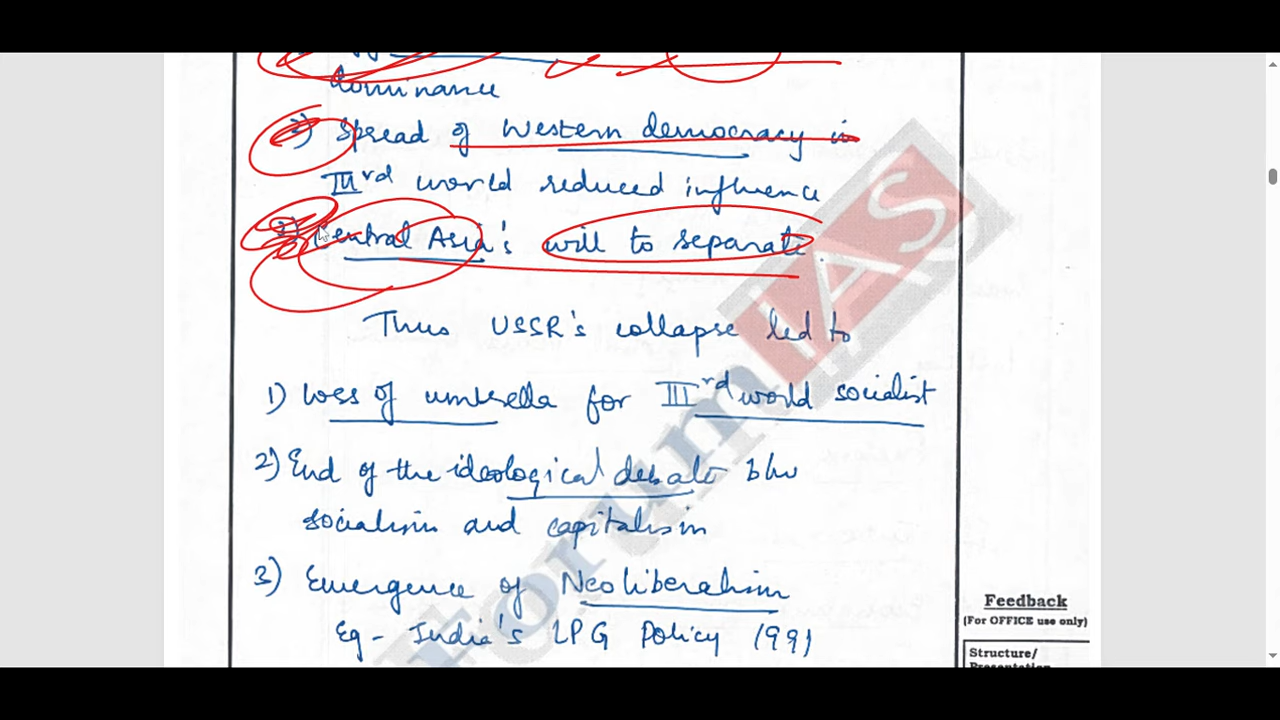 dominance
2) Spread of Western democracy in
IIIrd world reduced influence
3) Central Asia's will to separate.
Thus USSR's collapse led to
1) Loss of umbrella for IIIrd world socialist
2) End of the ideological debate b/w
socialism and capitalism
3) Emergence of Neoliberalism
Eg - India's LPG Policy 1991
ForumIAS
Feedback
(For OFFICE use only)
Structure/
Presentation